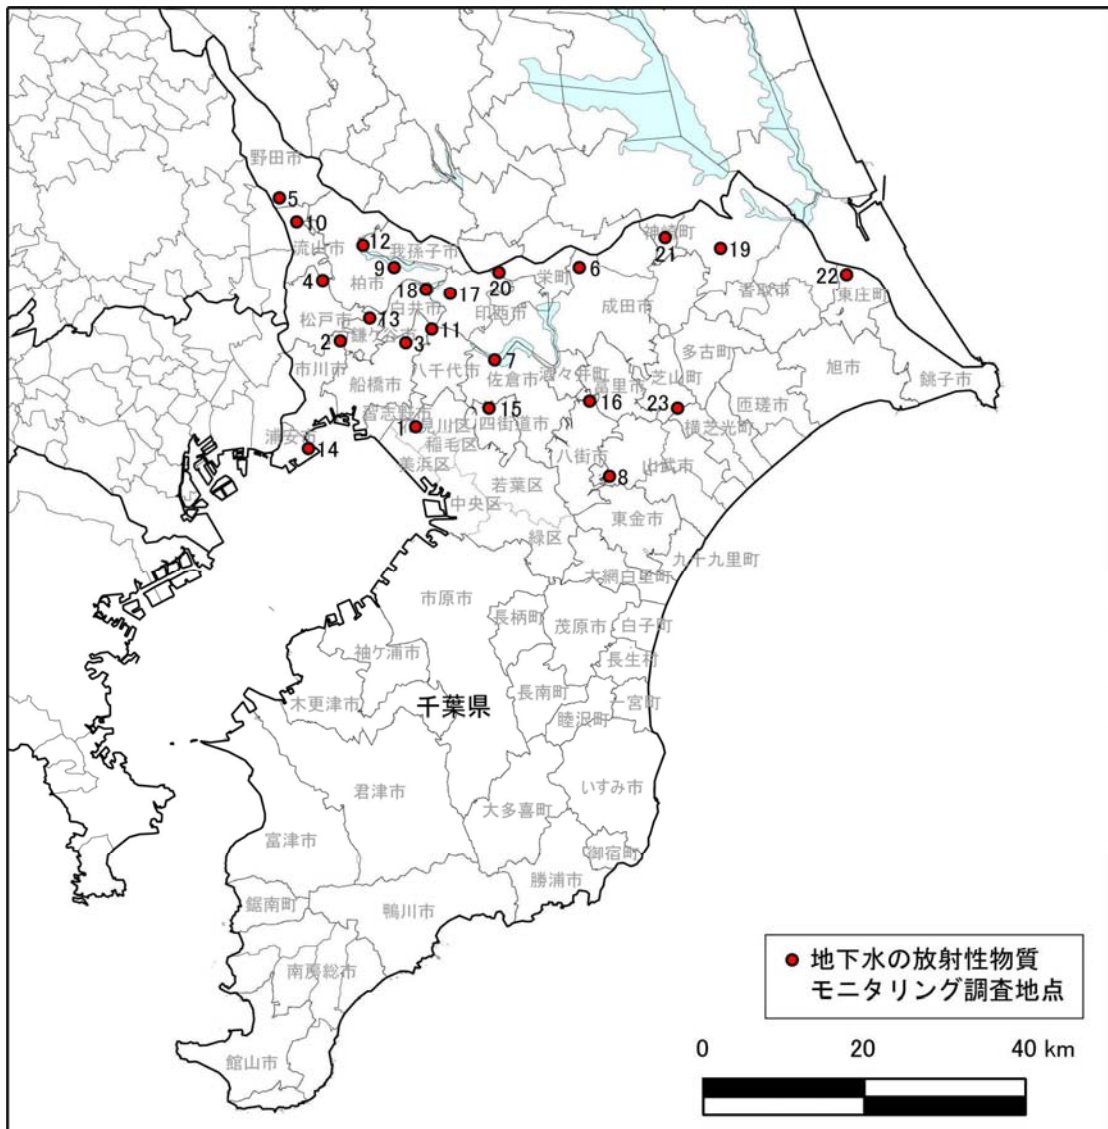 野田市
5
10
流山市
12
我孫子市
神崎町
21
19
9
柏市
4
18
17
白井市
20
栄町
6
印西市
成田市
香取市
22
東庄町
松戸市
13
11
2
鎌ケ谷市
3
市川市
船橋市
八千代市
7
佐倉市
酒々井町
富里市
16
多古町
芝山町
23
旭市
銚子市
匝瑳市
横芝光町
習志野市
1
見川区
15
四街道市
稲毛区
浦安市
14
美浜区
八街市
8
山武市
若葉区
中央区
東金市
緑区
九十九里町
大網白里町
市原市
長柄町
茂原市
白子町
長生村
袖ケ浦市
長南町
一宮町
木更津市
千葉県
睦沢町
君津市
いすみ市
大多喜町
富津市
御宿町
勝浦市
鋸南町
鴨川市
南房総市
館山市
地下水の放射性物質
モニタリング調査地点
0 20 40 km